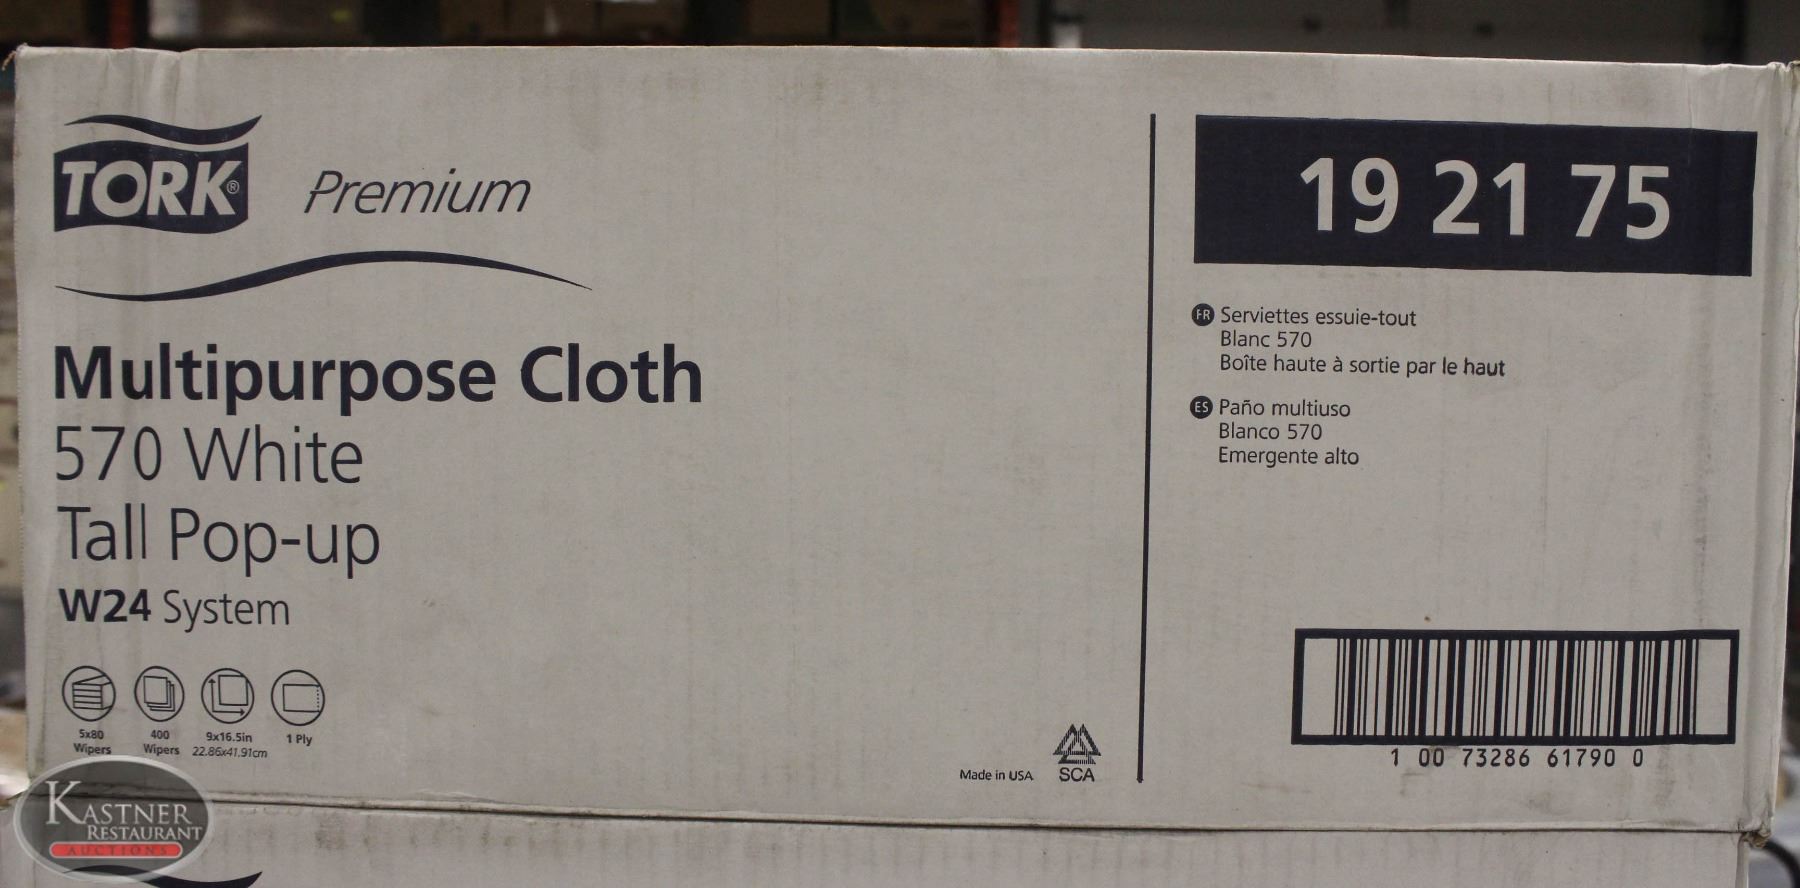 TORK®
Premium
Multipurpose Cloth
570 White
Tall Pop-up
W24 System
5x80
Wipers
400
Wipers
9x16.5in
22.86x41.91cm
1 Ply
Made in USA
SCA
19 21 75
FR Serviettes essuie-tout
Blanc 570
Boîte haute à sortie par le haut
ES Paño multiuso
Blanco 570
Emergente alto
1 00 73286 61790 0
KASTNER
RESTAURANT
AUCTIONS